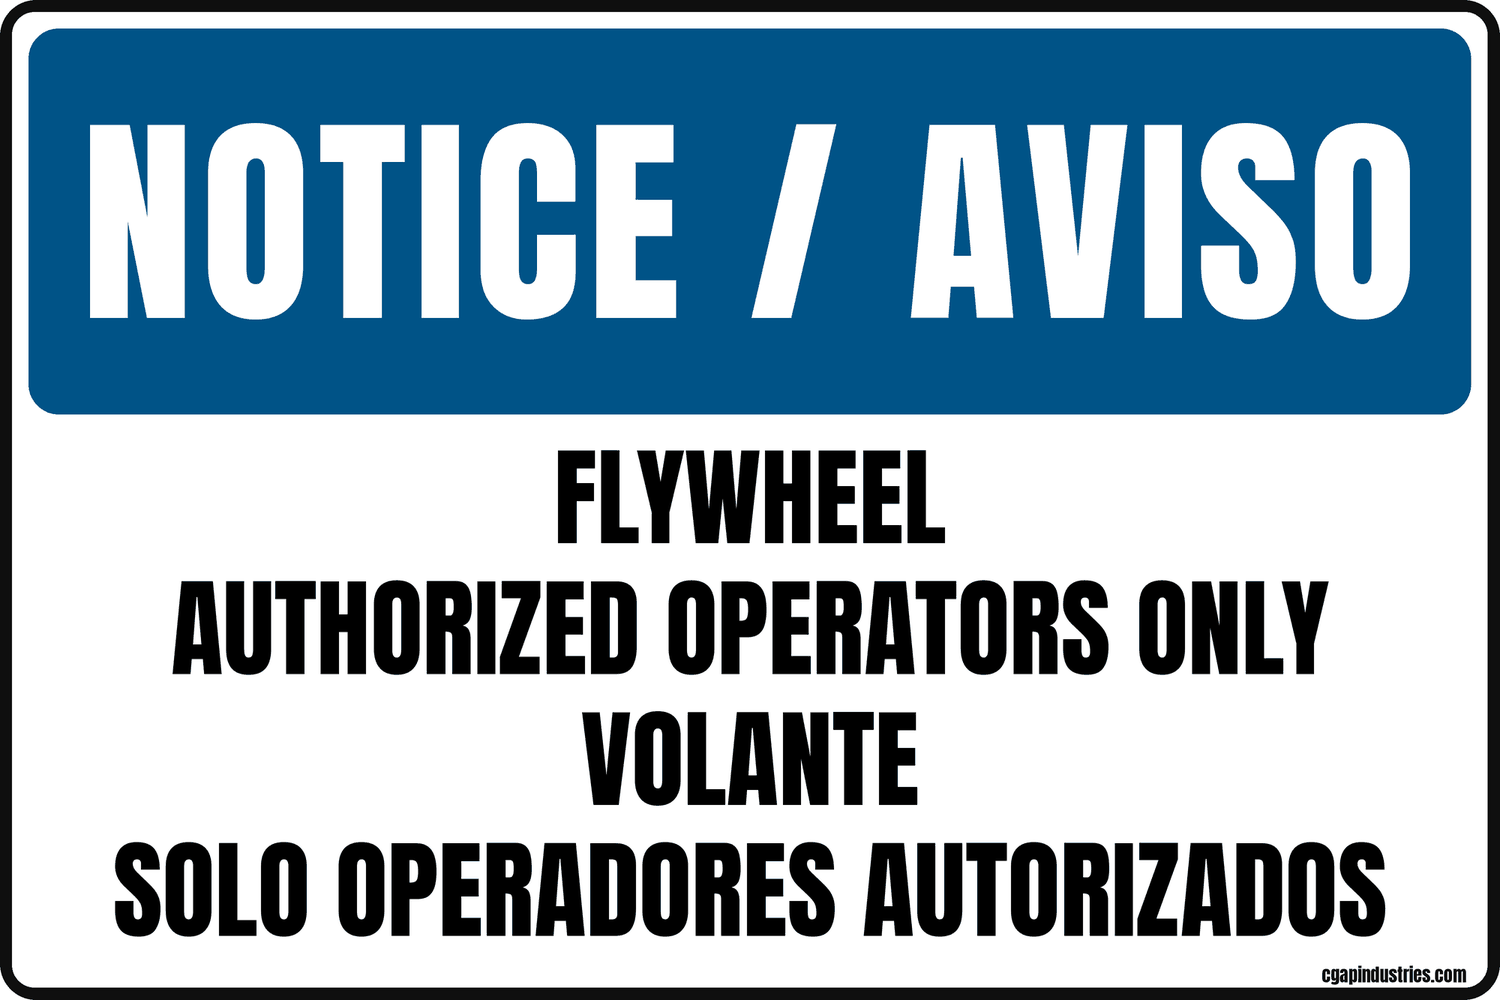 NOTICE / AVISO
FLYWHEEL
AUTHORIZED OPERATORS ONLY
VOLANTE
SOLO OPERADORES AUTORIZADOS
cgapindustries.com